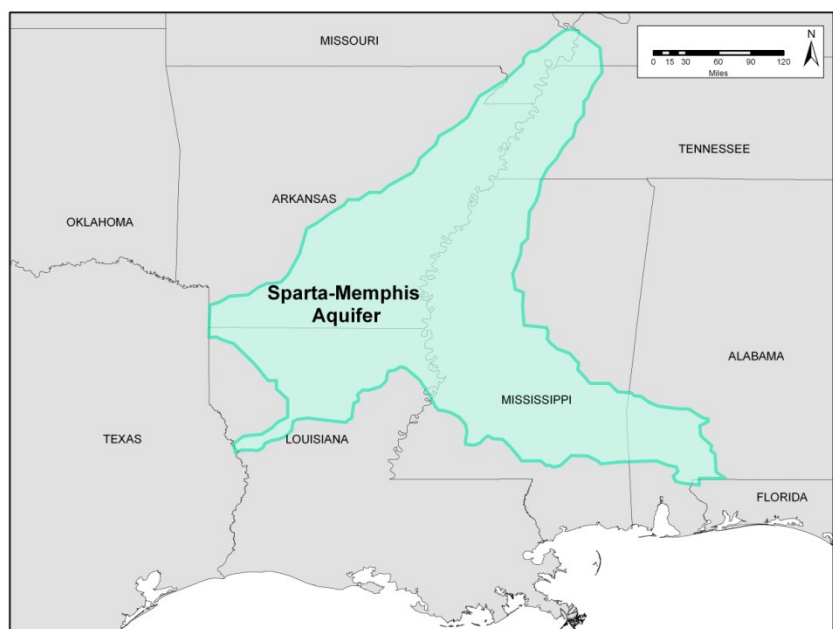 MISSOURI
N
0 15 30 60 90 120
Miles
TENNESSEE
ARKANSAS
OKLAHOMA
Sparta-Memphis
Aquifer
ALABAMA
MISSISSIPPI
TEXAS
LOUISIANA
FLORIDA